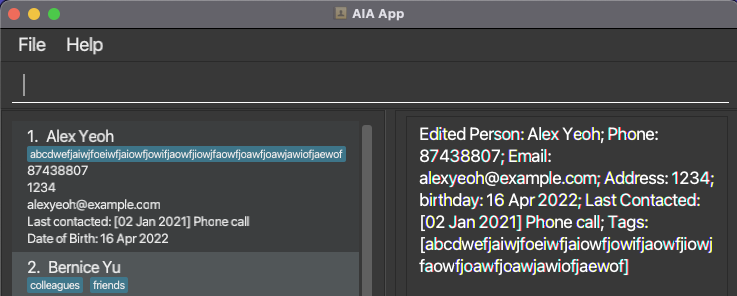 AIA App
File Help
1. Alex Yeoh
abcdwefjaiwjfoeiwfjaiowfjowifjaowfjiowjfaowfjoawfjoawjawiofjaewof
87438807
1234
alexyeoh@example.com
Last contacted: [02 Jan 2021] Phone call
Date of Birth: 16 Apr 2022
2. Bernice Yu
colleagues friends
Edited Person: Alex Yeoh; Phone:
87438807; Email:
alexyeoh@example.com; Address: 1234;
birthday: 16 Apr 2022; Last Contacted:
[02 Jan 2021] Phone call; Tags:
[abcdwefjaiwjfoeiwfjaiowfjowifjaowfjiowj
faowfjoawfjoawjawiofjaewof]